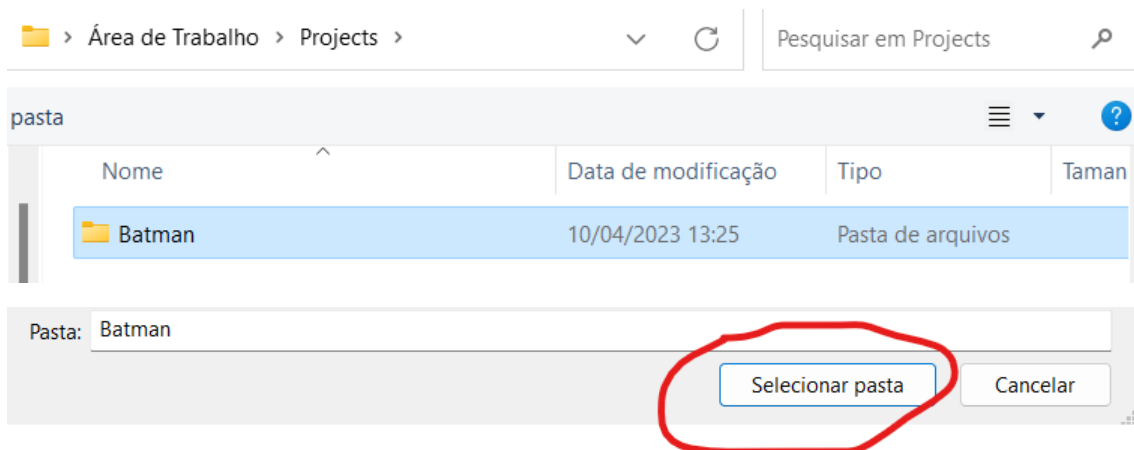 Área de Trabalho > Projects >
Pesquisar em Projects
pasta
?
Nome Data de modificação Tipo Taman
Batman 10/04/2023 13:25 Pasta de arquivos
Pasta: Batman
Selecionar pasta Cancelar